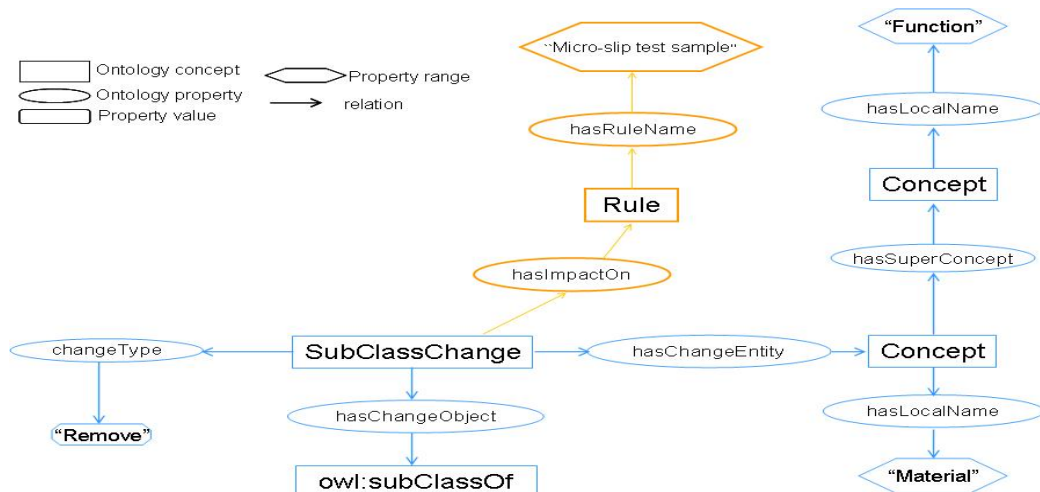 "Function"
``Micro-slip test sample"
Ontology concept
Property range
Ontology property
relation
Property value
hasLocalName
hasRuleName
Concept
Rule
hasSuperConcept
hasImpactOn
changeType
SubClassChange
hasChangeEntity
Concept
hasChangeObject
hasLocalName
"Remove"
owl:subClassOf
"Material"